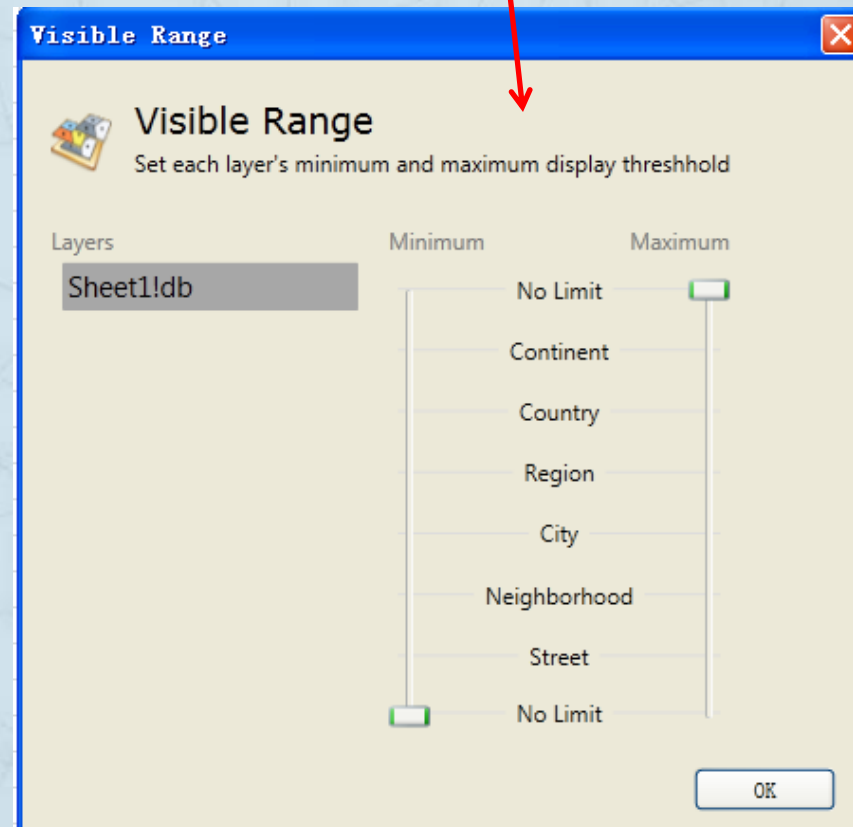 Visible Range
Visible Range
Set each layer's minimum and maximum display threshhold
Layers
Minimum
Maximum
Sheet1!db
No Limit
Continent
Country
Region
City
Neighborhood
Street
No Limit
OK